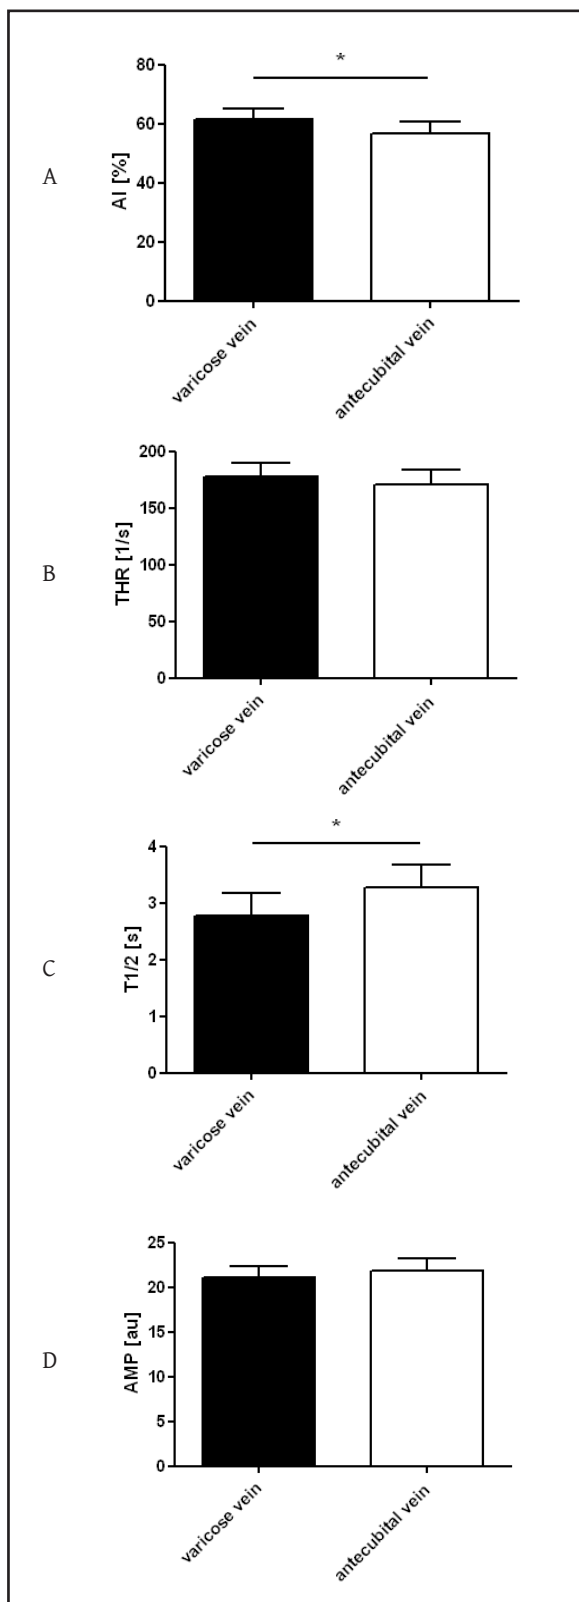 *
80
60
A
AI [%]
40
20
0
varicose vein
antecubital vein
200
150
B
THR [1/s]
100
50
0
varicose vein
antecubital vein
*
4
3
C
T1/2 [s]
2
1
0
varicose vein
antecubital vein
25
20
15
D
AMP [au]
10
5
0
varicose vein
antecubital vein